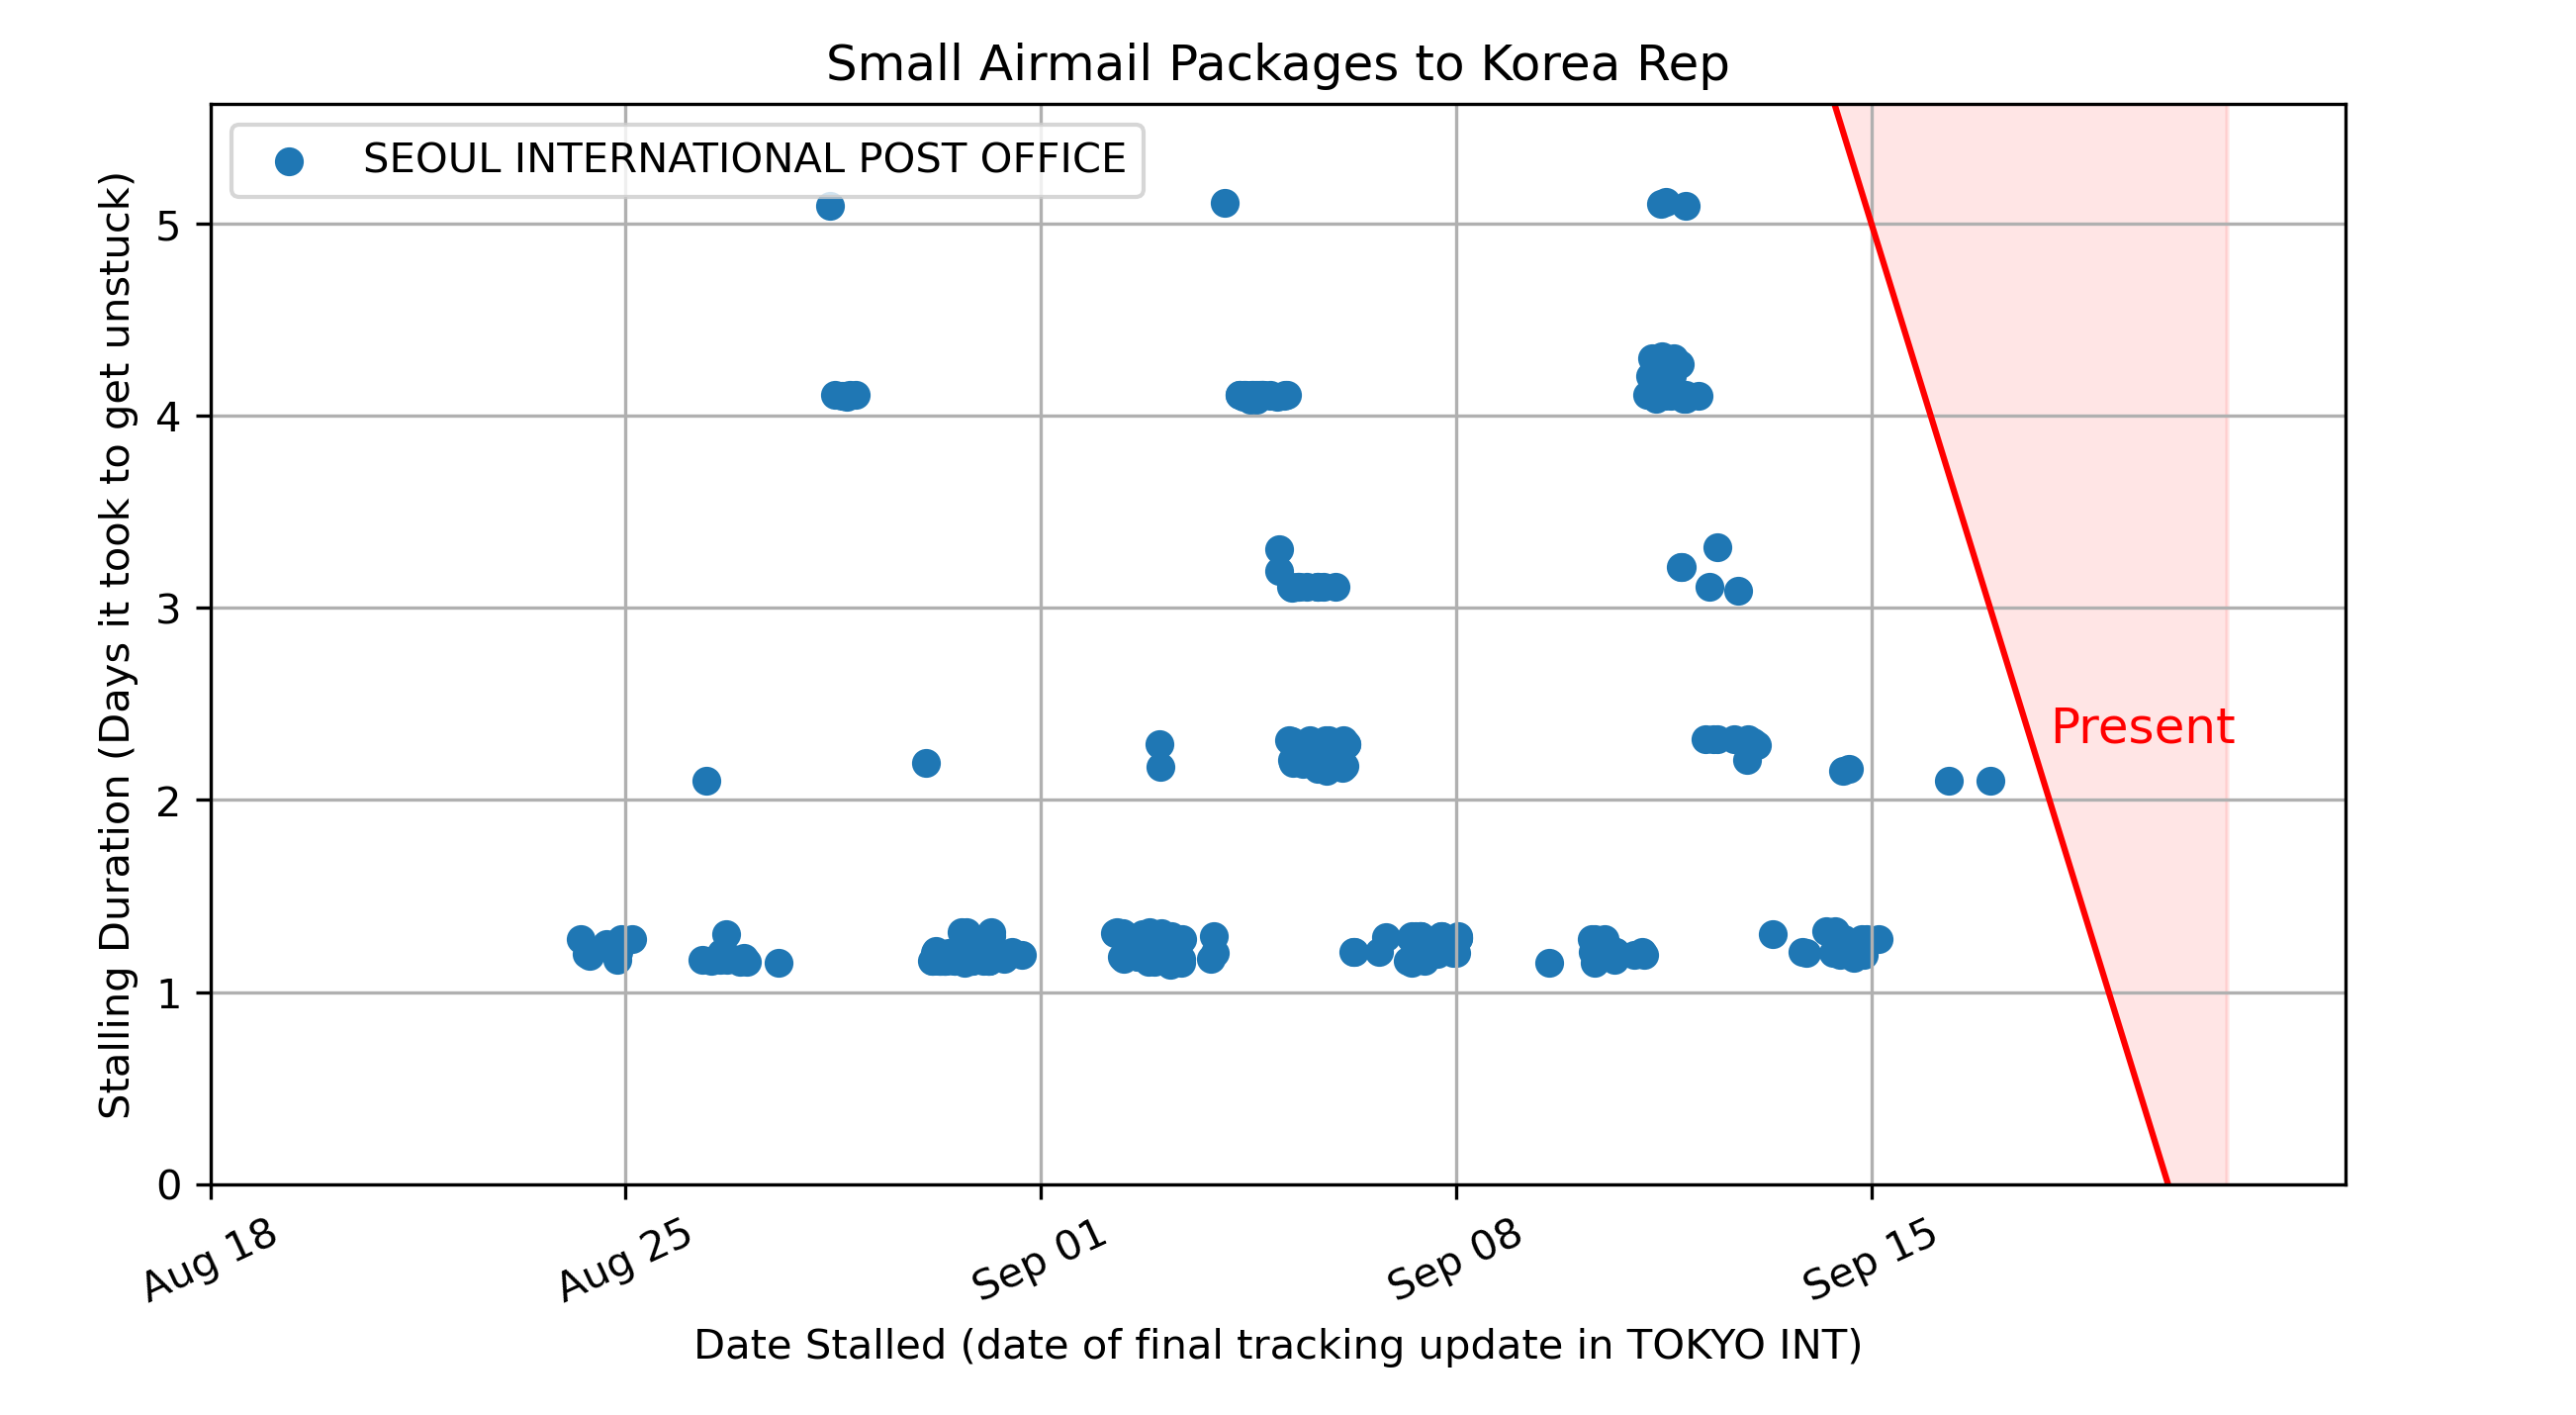 Small Airmail Packages to Korea Rep
SEOUL INTERNATIONAL POST OFFICE
Stalling Duration (Days it took to get unstuck)
5
4
3
2
1
0
Present
Aug 18
Aug 25
Sep 01
Sep 08
Sep 15
Date Stalled (date of final tracking update in TOKYO INT)